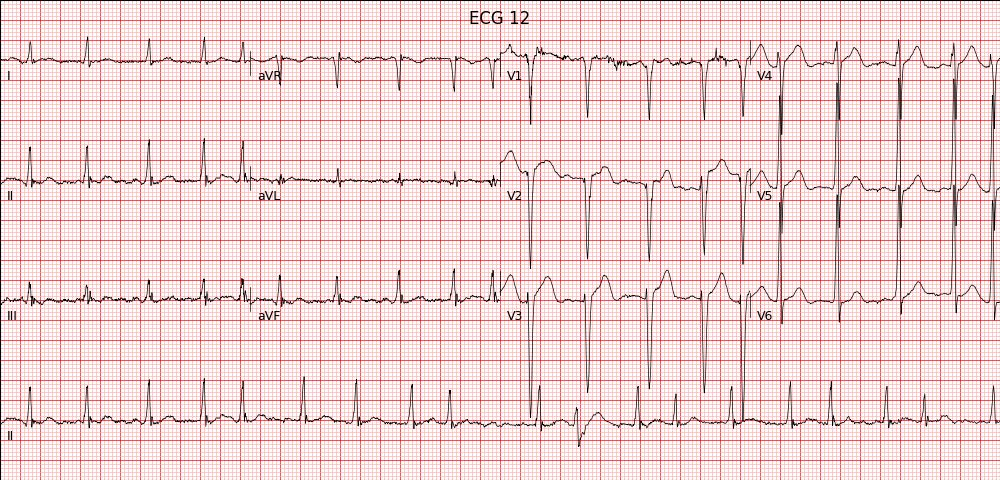 ECG 12
I aVR V1 V4
II aVL V2 V5
III aVF V3 V6
II